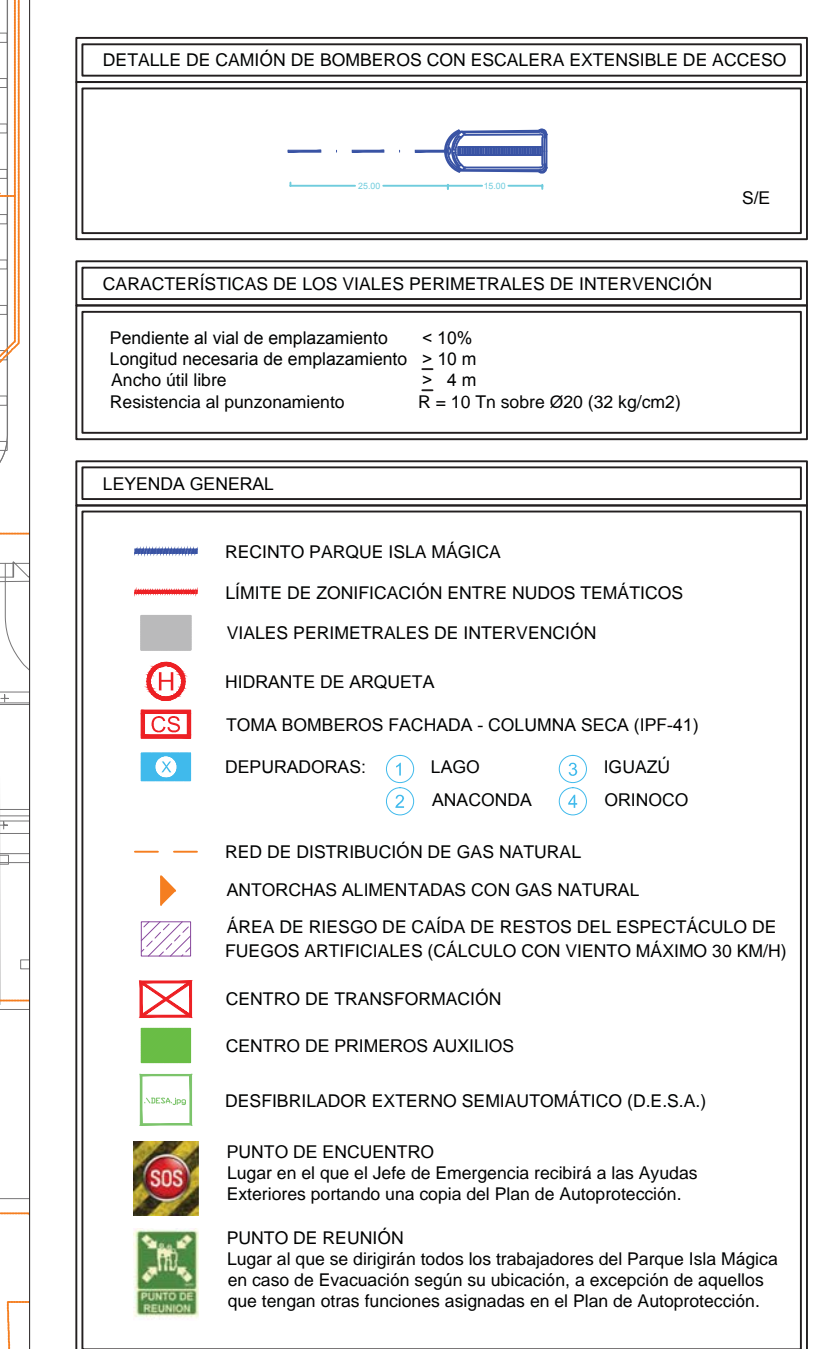 DETALLE DE CAMIÓN DE BOMBEROS CON ESCALERA EXTENSIBLE DE ACCESO
25.00 15.00
S/E
CARACTERÍSTICAS DE LOS VIALES PERIMETRALES DE INTERVENCIÓN
Pendiente al vial de emplazamiento < 10%
Longitud necesaria de emplazamiento ≥ 10 m
Ancho útil libre ≥ 4 m
Resistencia al punzonamiento R = 10 Tn sobre Ø20 (32 kg/cm2)
LEYENDA GENERAL
RECINTO PARQUE ISLA MÁGICA
LÍMITE DE ZONIFICACIÓN ENTRE NUDOS TEMÁTICOS
VIALES PERIMETRALES DE INTERVENCIÓN
H HIDRANTE DE ARQUETA
CS TOMA BOMBEROS FACHADA - COLUMNA SECA (IPF-41)
X DEPURADORAS: 1 LAGO 3 IGUAZÚ
2 ANACONDA 4 ORINOCO
RED DE DISTRIBUCIÓN DE GAS NATURAL
ANTORCHAS ALIMENTADAS CON GAS NATURAL
ÁREA DE RIESGO DE CAÍDA DE RESTOS DEL ESPECTÁCULO DE
FUEGOS ARTIFICIALES (CÁLCULO CON VIENTO MÁXIMO 30 KM/H)
CENTRO DE TRANSFORMACIÓN
CENTRO DE PRIMEROS AUXILIOS
.\DESA.jpg DESFIBRILADOR EXTERNO SEMIAUTOMÁTICO (D.E.S.A.)
PUNTO DE ENCUENTRO
SOS Lugar en el que el Jefe de Emergencia recibirá a las Ayudas
Exteriores portando una copia del Plan de Autoprotección.
PUNTO DE REUNIÓN
Lugar al que se dirigirán todos los trabajadores del Parque Isla Mágica
en caso de Evacuación según su ubicación, a excepción de aquellos
que tengan otras funciones asignadas en el Plan de Autoprotección.
PUNTO DE
REUNION